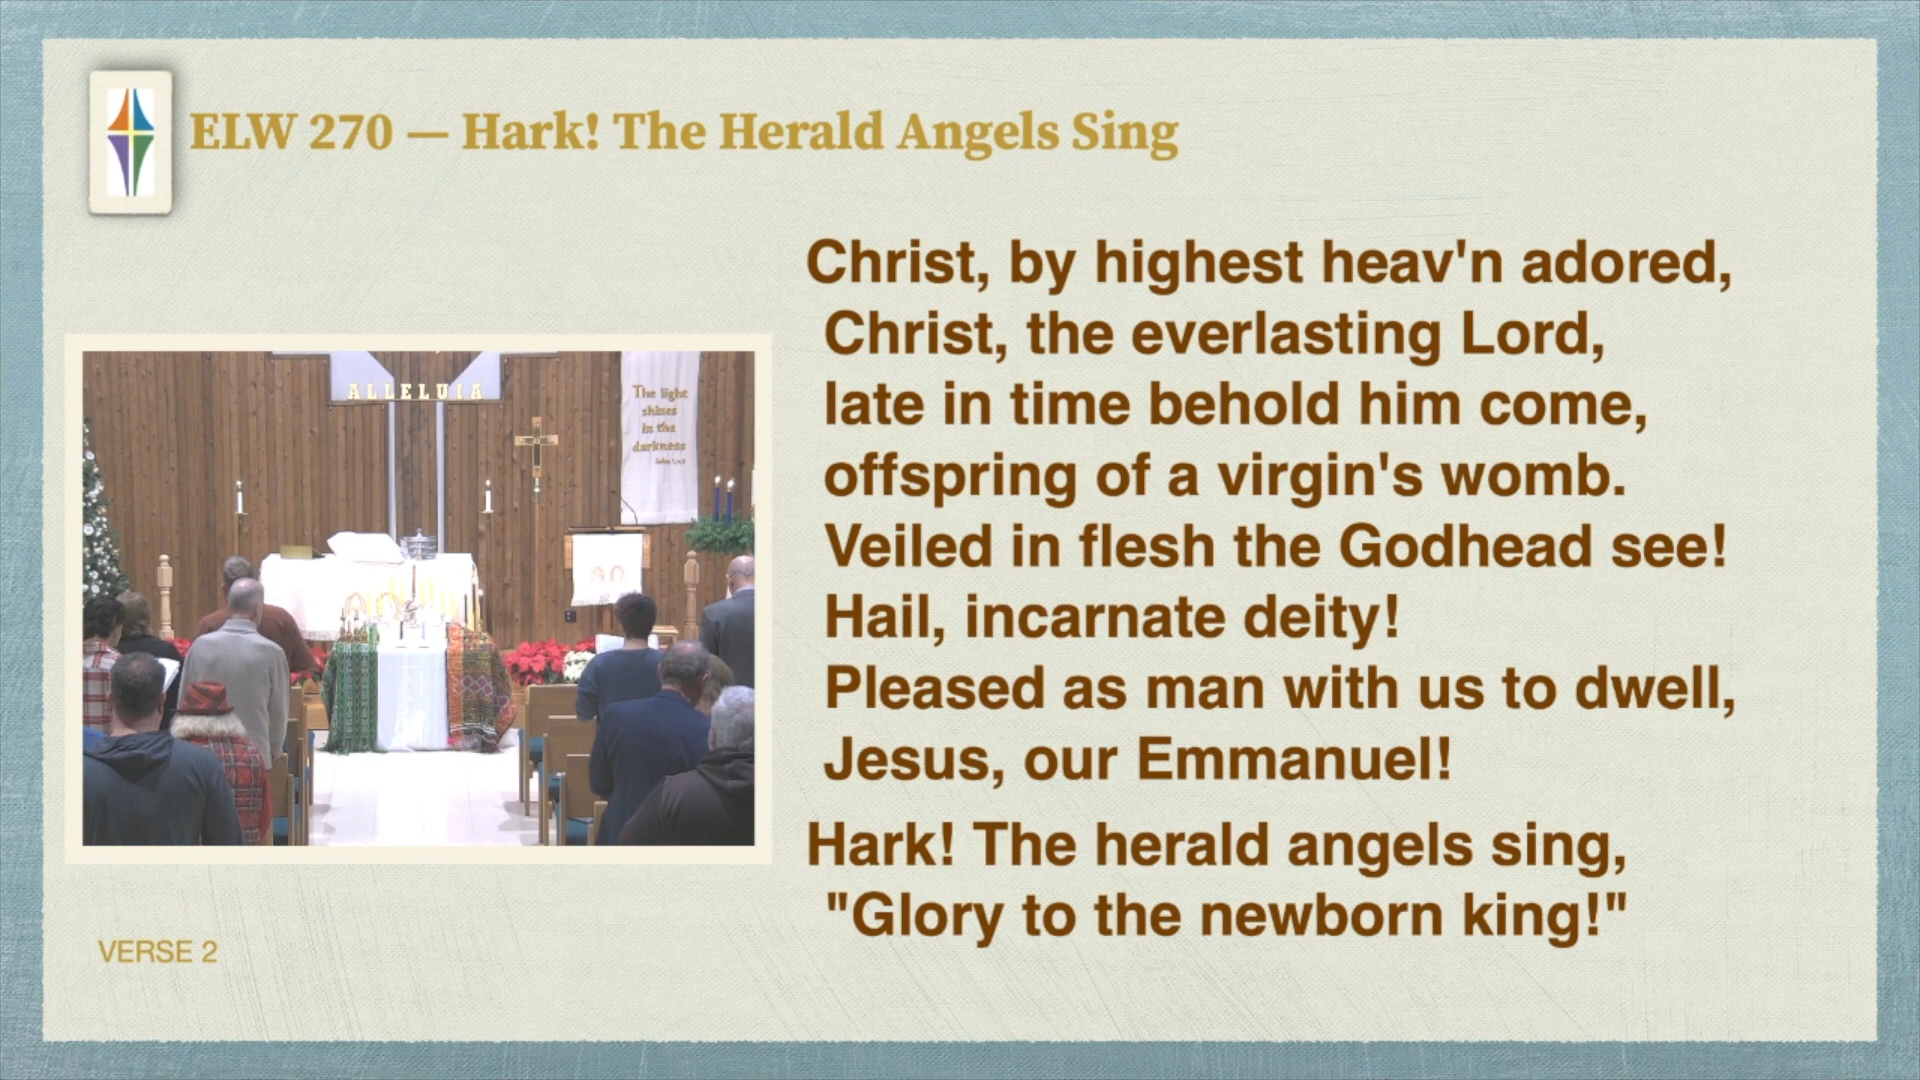 ELW 270 — Hark! The Herald Angels Sing
Christ, by highest heav'n adored,
Christ, the everlasting Lord,
late in time behold him come,
offspring of a virgin's womb.
Veiled in flesh the Godhead see!
Hail, incarnate deity!
Pleased as man with us to dwell,
Jesus, our Emmanuel!
Hark! The herald angels sing,
"Glory to the newborn king!"
ALLELUIA
The light
shines
in the
darkness
VERSE 2